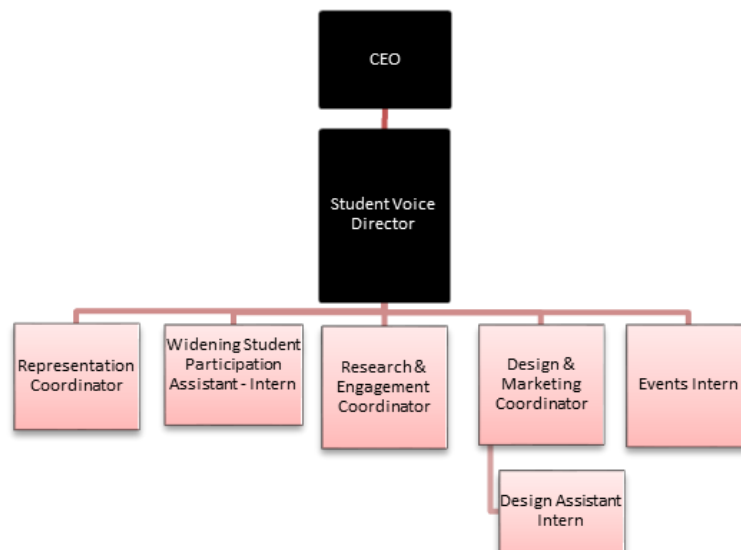 CEO
Student Voice
Director
Representation
Coordinator
Widening Student
Participation
Assistant - Intern
Research &
Engagement
Coordinator
Design &
Marketing
Coordinator
Events Intern
Design Assistant
Intern